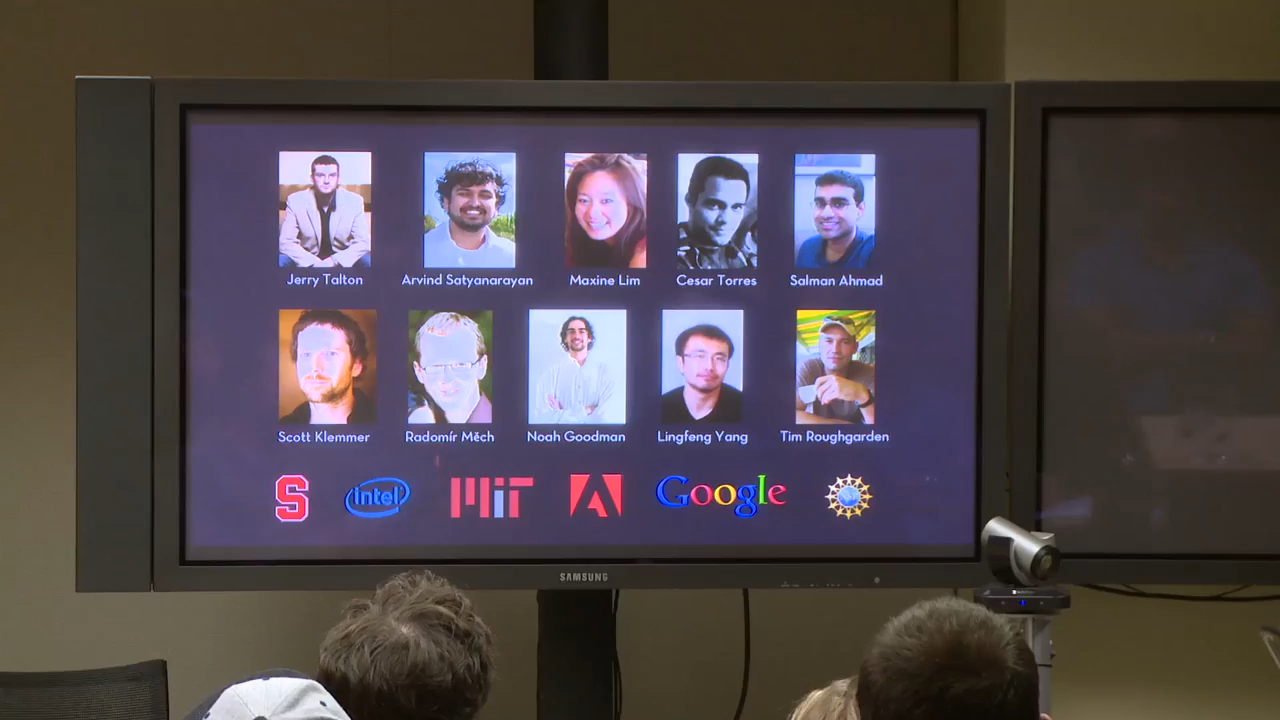 Jerry Talton
Arvind Satyanarayan
Maxine Lim
Cesar Torres
Salman Ahmad
Scott Klemmer
Radomír Měch
Noah Goodman
Lingfeng Yang
Tim Roughgarden
S
intel
MIT
A
Google
SAMSUNG